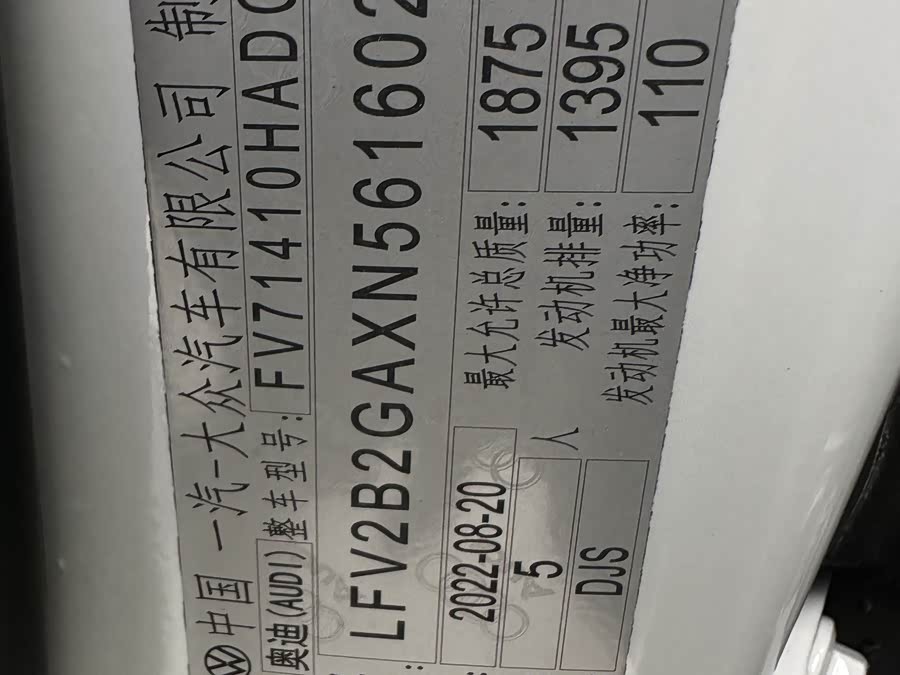 中国 一汽-大众汽车有限公司 制
奥迪(AUDI) 整车型号: FV71410HADC
LFV2B2GAXN561602
2022-08-20 最大允许总质量: 1875
5 人 发动机排量: 1395
DJS 发动机最大净功率: 110